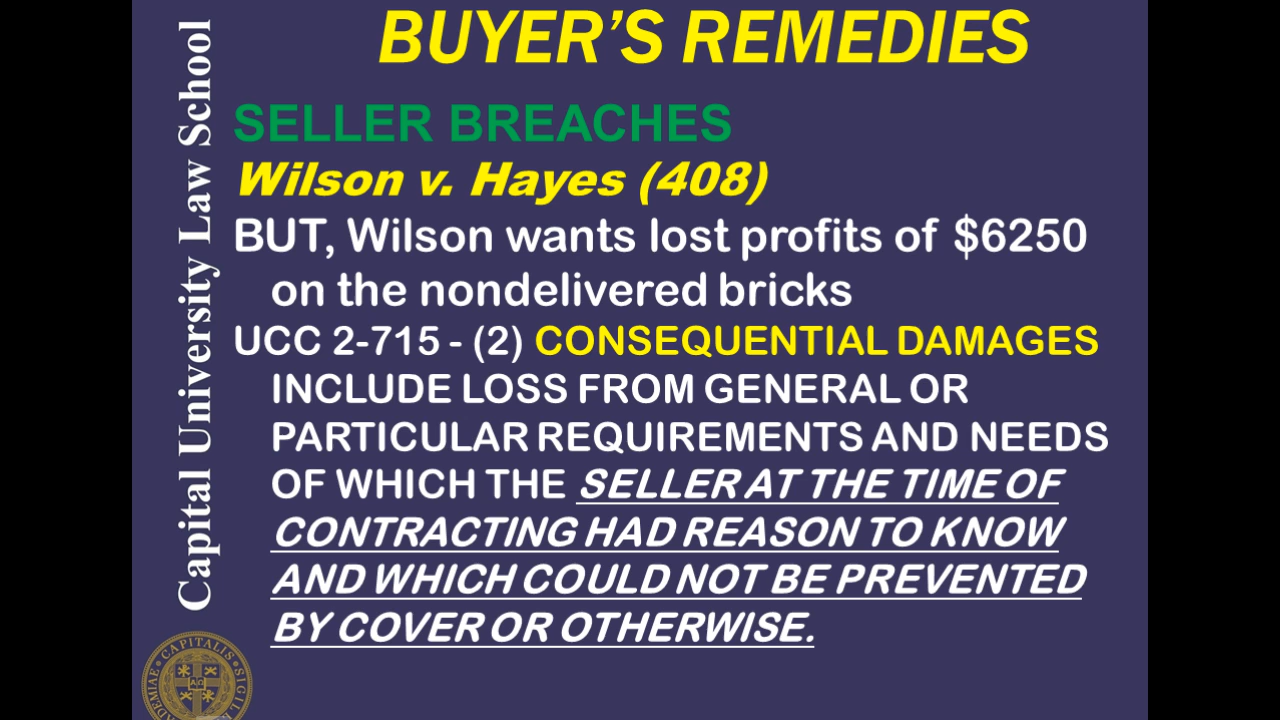 BUYER'S REMEDIES
Capital University Law School
SELLER BREACHES
Wilson v. Hayes (408)
BUT, Wilson wants lost profits of $6250
on the nondelivered bricks
UCC 2-715 - (2) CONSEQUENTIAL DAMAGES
INCLUDE LOSS FROM GENERAL OR
PARTICULAR REQUIREMENTS AND NEEDS
OF WHICH THE SELLER AT THE TIME OF
CONTRACTING HAD REASON TO KNOW
AND WHICH COULD NOT BE PREVENTED
BY COVER OR OTHERWISE.
CAPITALIS